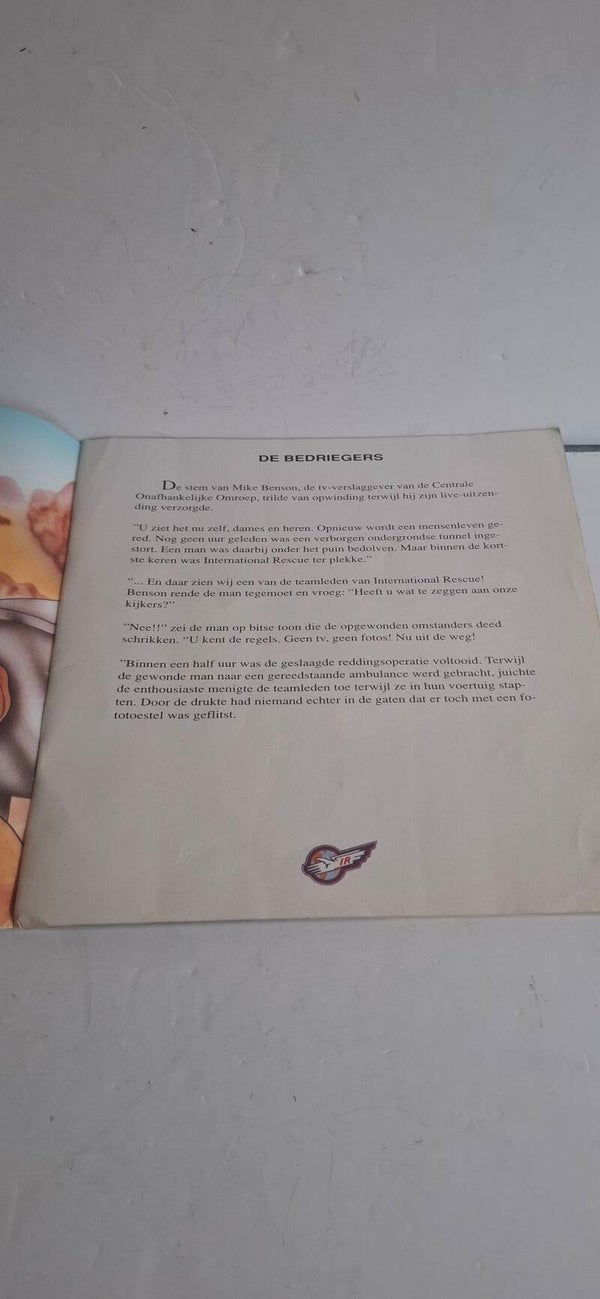 DE BEDRIEGERS
De stem van Mike Benson, de tv-verslaggever van de Centrale
Onafhankelijke Omroep, trilde van opwinding terwijl hij zijn live-uitzen-
ding verzorgde.
"U ziet het nu zelf, dames en heren. Opnieuw wordt een mensenleven ge-
red. Nog geen uur geleden was een verborgen ondergrondse tunnel inge-
stort. Een man was daarbij onder het puin bedolven. Maar binnen de kort-
ste keren was International Rescue ter plekke."
"... En daar zien wij een van de teamleden van International Rescue!
Benson rende de man tegemoet en vroeg: "Heeft u wat te zeggen aan onze
kijkers?"
"Nee!!" zei de man op bitse toon die de opgewonden omstanders deed
schrikken. "U kent de regels. Geen tv, geen fotos! Nu uit de weg!
"Binnen een half uur was de geslaagde reddingsoperatie voltooid. Terwijl
de gewonde man naar een gereedstaande ambulance werd gebracht, juichte
de enthousiaste menigte de teamleden toe terwijl ze in hun voertuig stap-
ten. Door de drukte had niemand echter in de gaten dat er toch met een fo-
totoestel was geflitst.
IR